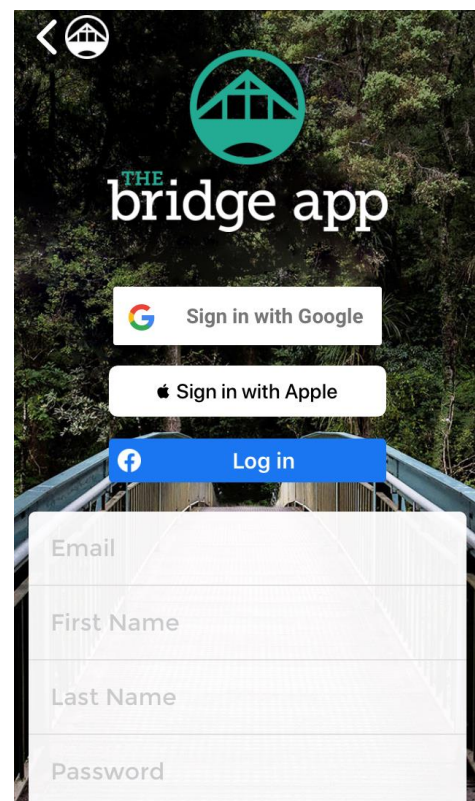 THE
bridge app
Sign in with Google
Sign in with Apple
Log in
Email
First Name
Last Name
Password